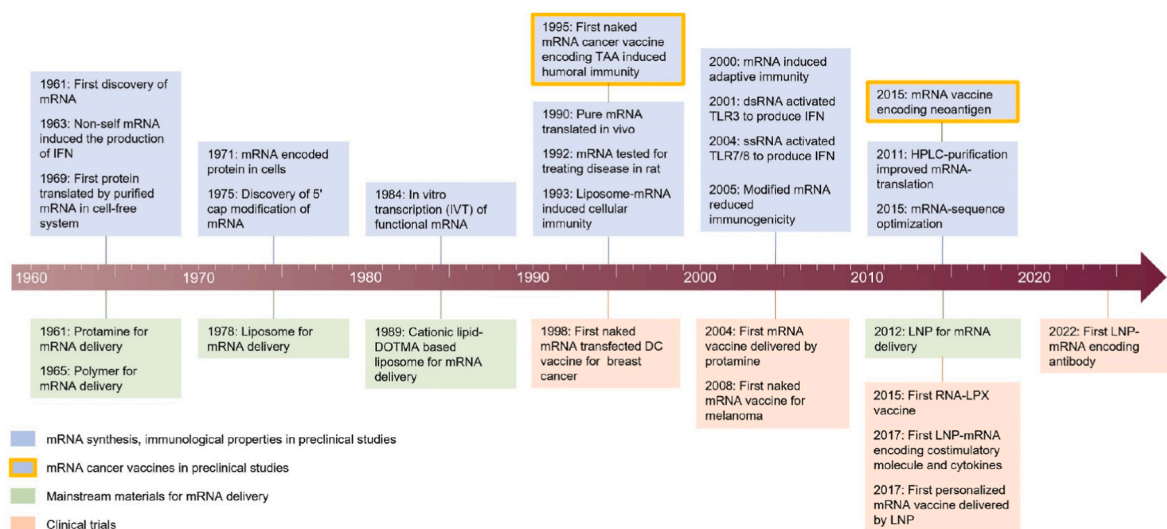 1961: First discovery of
mRNA
1963: Non-self mRNA
induced the production
of IFN
1969: First protein
translated by purified
mRNA in cell-free
system
1971: mRNA encoded
protein in cells
1975: Discovery of 5'
cap modification of
mRNA
1984: In vitro
transcription (IVT) of
functional mRNA
1995: First naked
mRNA cancer vaccine
encoding TAA induced
humoral immunity
1990: Pure mRNA
translated in vivo
1992: mRNA tested for
treating disease in rat
1993: Liposome-mRNA
induced cellular
immunity
2000: mRNA induced
adaptive immunity
2001: dsRNA activated
TLR3 to produce IFN
2004: ssRNA activated
TLR7/8 to produce IFN
2005: Modified mRNA
reduced
immunogenicity
2015: mRNA vaccine
encoding neoantigen
2011: HPLC-purification
improved mRNA-
translation
2015: mRNA-sequence
optimization
1960 1970 1980 1990 2000 2010 2020
1961: Protamine for
mRNA delivery
1965: Polymer for
mRNA delivery
1978: Liposome for
mRNA delivery
1989: Cationic lipid-
DOTMA based
liposome for mRNA
delivery
1998: First naked
mRNA transfected DC
vaccine for breast
cancer
2004: First mRNA
vaccine delivered by
protamine
2008: First naked
mRNA vaccine for
melanoma
2012: LNP for mRNA
delivery
2015: First RNA-LPX
vaccine
2017: First LNP-mRNA
encoding costimulatory
molecule and cytokines
2017: First personalized
mRNA vaccine delivered
by LNP
2022: First LNP-
mRNA encoding
antibody
mRNA synthesis, immunological properties in preclinical studies
mRNA cancer vaccines in preclinical studies
Mainstream materials for mRNA delivery
Clinical trials